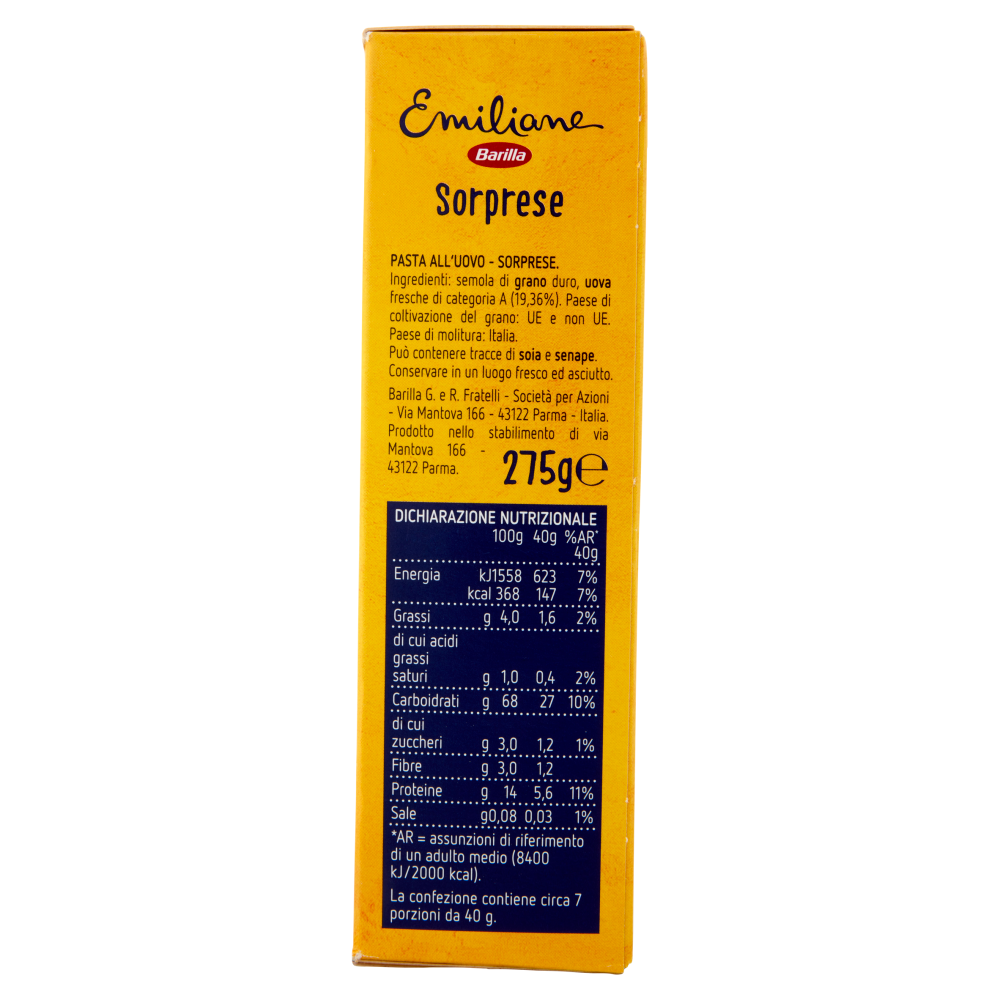 Emiliane
Barilla
Sorprese
PASTA ALL'UOVO - SORPRESE.
Ingredienti: semola di grano duro, uova
fresche di categoria A (19,36%). Paese di
coltivazione del grano: UE e non UE.
Paese di molitura: Italia.
Può contenere tracce di soia e senape.
Conservare in un luogo fresco ed asciutto.
Barilla G. e R. Fratelli - Società per Azioni
- Via Mantova 166 - 43122 Parma - Italia.
Prodotto nello stabilimento di via
Mantova 166 -
43122 Parma.
275g℮
DICHIARAZIONE NUTRIZIONALE
100g 40g %AR*
40g
Energia kJ1558 623 7%
kcal 368 147 7%
Grassi g 4,0 1,6 2%
di cui acidi
grassi
saturi g 1,0 0,4 2%
Carboidrati g 68 27 10%
di cui
zuccheri g 3,0 1,2 1%
Fibre g 3,0 1,2
Proteine g 14 5,6 11%
Sale g0,08 0,03 1%
*AR = assunzioni di riferimento
di un adulto medio (8400
kJ/2000 kcal).
La confezione contiene circa 7
porzioni da 40 g.